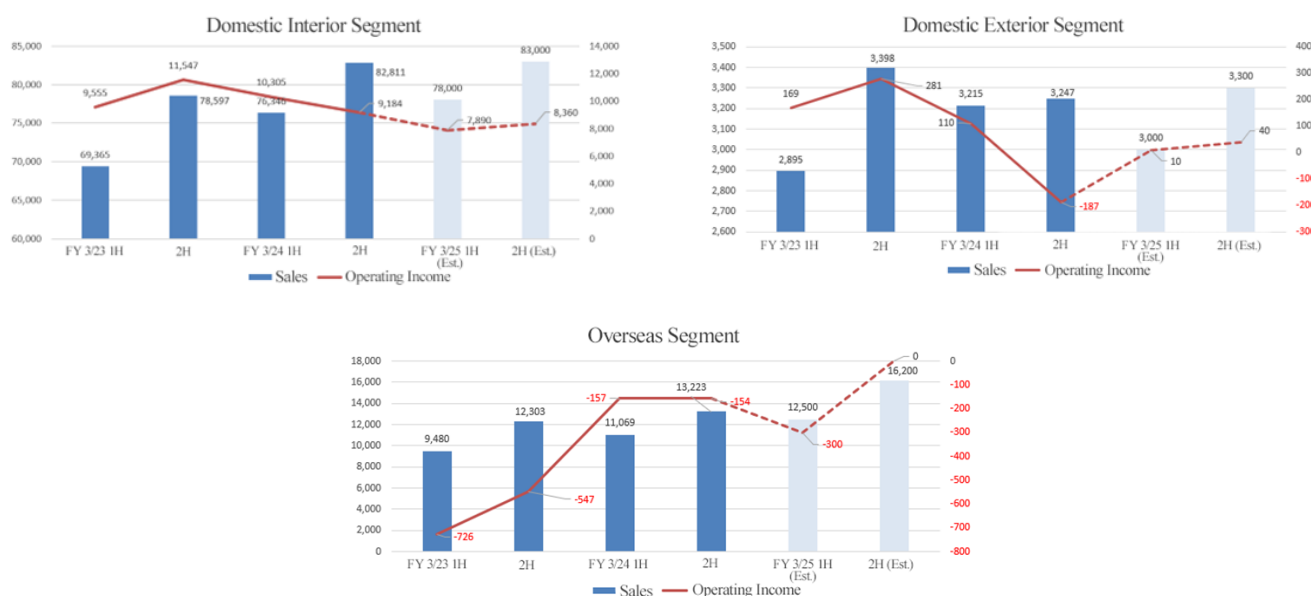 Domestic Interior Segment
85,000
80,000
75,000
70,000
65,000
60,000
14,000
12,000
10,000
8,000
6,000
4,000
2,000
0
9,555
11,547
10,305
9,184
7,890
8,360
69,365
78,597
76,346
82,811
78,000
83,000
FY 3/23 1H
2H
FY 3/24 1H
2H
FY 3/25 1H
(Est.)
2H (Est.)
Sales
Operating Income
Domestic Exterior Segment
3,500
3,400
3,300
3,200
3,100
3,000
2,900
2,800
2,700
2,600
400
300
200
100
0
-100
-200
-300
169
281
110
-187
10
40
2,895
3,398
3,215
3,247
3,000
3,300
FY 3/23 1H
2H
FY 3/24 1H
2H
FY 3/25 1H
(Est.)
2H (Est.)
Sales
Operating Income
Overseas Segment
18,000
16,000
14,000
12,000
10,000
8,000
6,000
4,000
2,000
0
0
-100
-200
-300
-400
-500
-600
-700
-800
-726
-547
-157
-154
-300
0
9,480
12,303
11,069
13,223
12,500
16,200
FY 3/23 1H
2H
FY 3/24 1H
2H
FY 3/25 1H
(Est.)
2H (Est.)
Sales
Operating Income